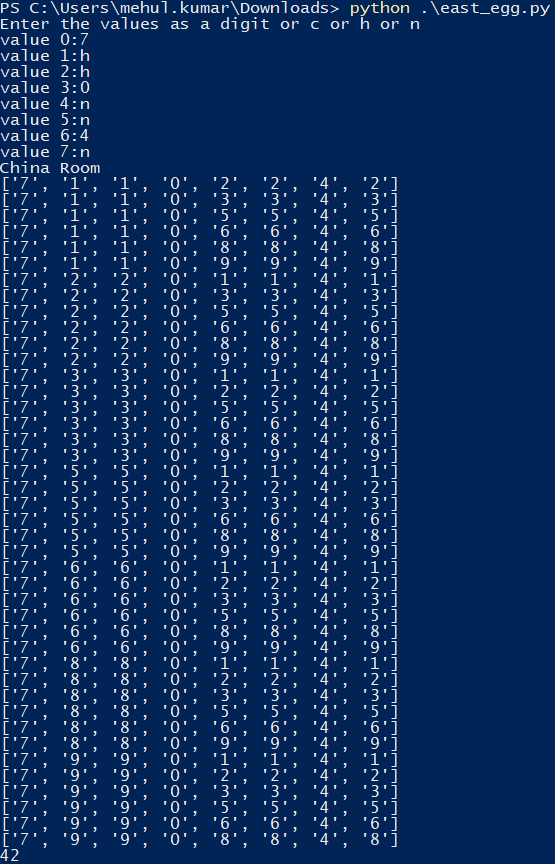 PS C:\Users\mehul.kumar\Downloads> python .\east_egg.py
Enter the values as a digit or c or h or n
value 0:7
value 1:h
value 2:h
value 3:0
value 4:n
value 5:n
value 6:4
value 7:n
China Room
['7', '1', '1', '0', '2', '2', '4', '2']
['7', '1', '1', '0', '3', '3', '4', '3']
['7', '1', '1', '0', '5', '5', '4', '5']
['7', '1', '1', '0', '6', '6', '4', '6']
['7', '1', '1', '0', '8', '8', '4', '8']
['7', '1', '1', '0', '9', '9', '4', '9']
['7', '2', '2', '0', '1', '1', '4', '1']
['7', '2', '2', '0', '3', '3', '4', '3']
['7', '2', '2', '0', '5', '5', '4', '5']
['7', '2', '2', '0', '6', '6', '4', '6']
['7', '2', '2', '0', '8', '8', '4', '8']
['7', '2', '2', '0', '9', '9', '4', '9']
['7', '3', '3', '0', '1', '1', '4', '1']
['7', '3', '3', '0', '2', '2', '4', '2']
['7', '3', '3', '0', '5', '5', '4', '5']
['7', '3', '3', '0', '6', '6', '4', '6']
['7', '3', '3', '0', '8', '8', '4', '8']
['7', '3', '3', '0', '9', '9', '4', '9']
['7', '5', '5', '0', '1', '1', '4', '1']
['7', '5', '5', '0', '2', '2', '4', '2']
['7', '5', '5', '0', '3', '3', '4', '3']
['7', '5', '5', '0', '6', '6', '4', '6']
['7', '5', '5', '0', '8', '8', '4', '8']
['7', '5', '5', '0', '9', '9', '4', '9']
['7', '6', '6', '0', '1', '1', '4', '1']
['7', '6', '6', '0', '2', '2', '4', '2']
['7', '6', '6', '0', '3', '3', '4', '3']
['7', '6', '6', '0', '5', '5', '4', '5']
['7', '6', '6', '0', '8', '8', '4', '8']
['7', '6', '6', '0', '9', '9', '4', '9']
['7', '8', '8', '0', '1', '1', '4', '1']
['7', '8', '8', '0', '2', '2', '4', '2']
['7', '8', '8', '0', '3', '3', '4', '3']
['7', '8', '8', '0', '5', '5', '4', '5']
['7', '8', '8', '0', '6', '6', '4', '6']
['7', '8', '8', '0', '9', '9', '4', '9']
['7', '9', '9', '0', '1', '1', '4', '1']
['7', '9', '9', '0', '2', '2', '4', '2']
['7', '9', '9', '0', '3', '3', '4', '3']
['7', '9', '9', '0', '5', '5', '4', '5']
['7', '9', '9', '0', '6', '6', '4', '6']
['7', '9', '9', '0', '8', '8', '4', '8']
42